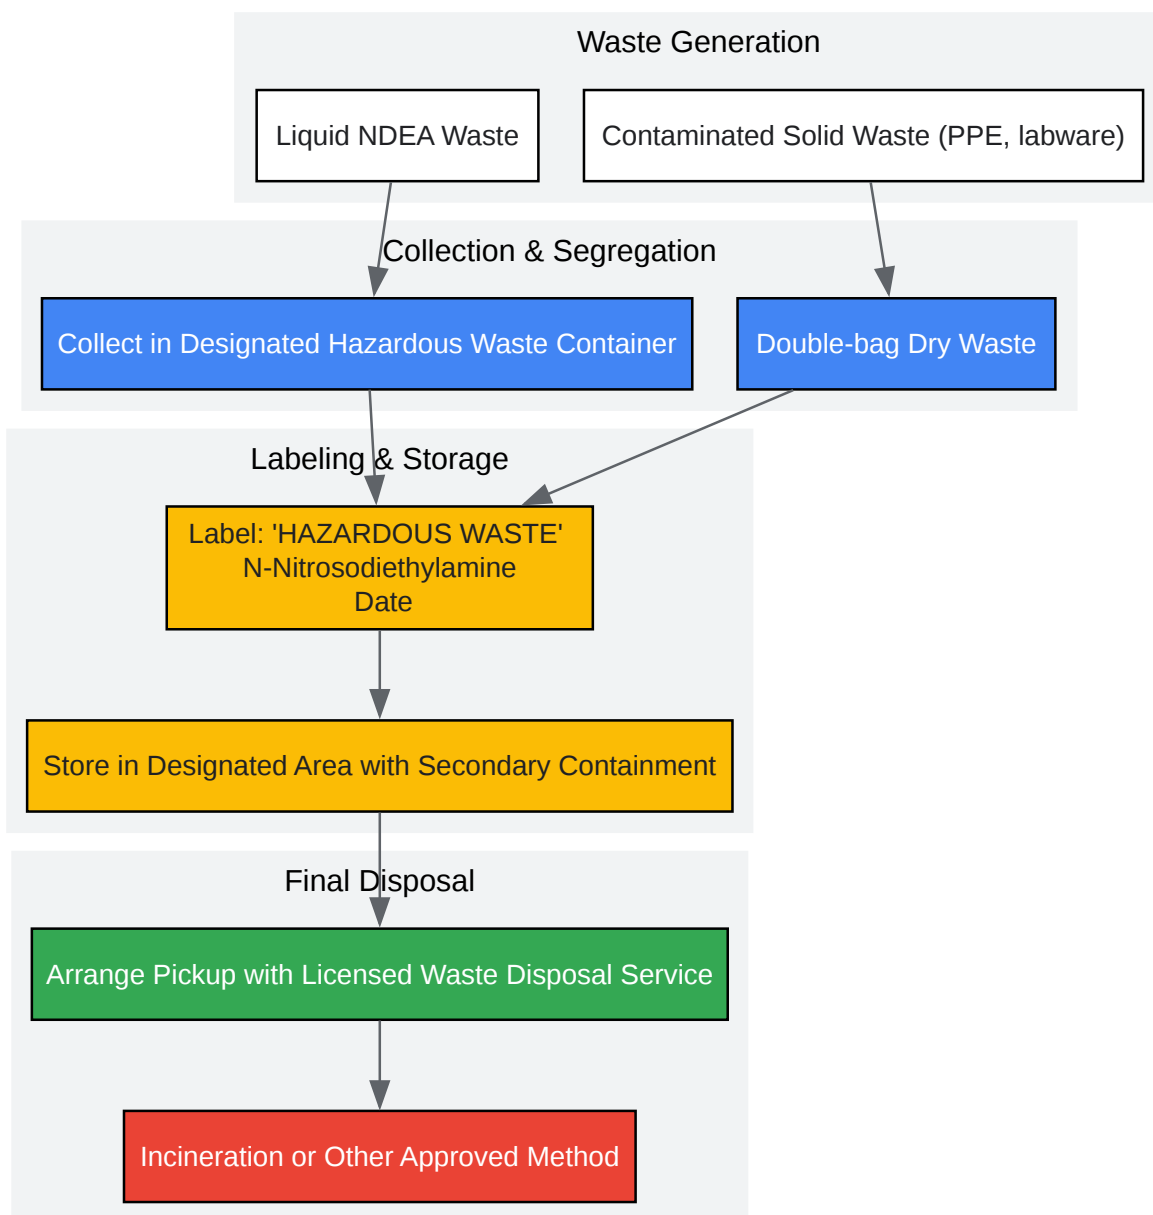 Waste Generation
Liquid NDEA Waste
Contaminated Solid Waste (PPE, labware)
Collection & Segregation
Collect in Designated Hazardous Waste Container
Double-bag Dry Waste
Labeling & Storage
Label: 'HAZARDOUS WASTE'
N-Nitrosodiethylamine
Date
Store in Designated Area with Secondary Containment
Final Disposal
Arrange Pickup with Licensed Waste Disposal Service
Incineration or Other Approved Method